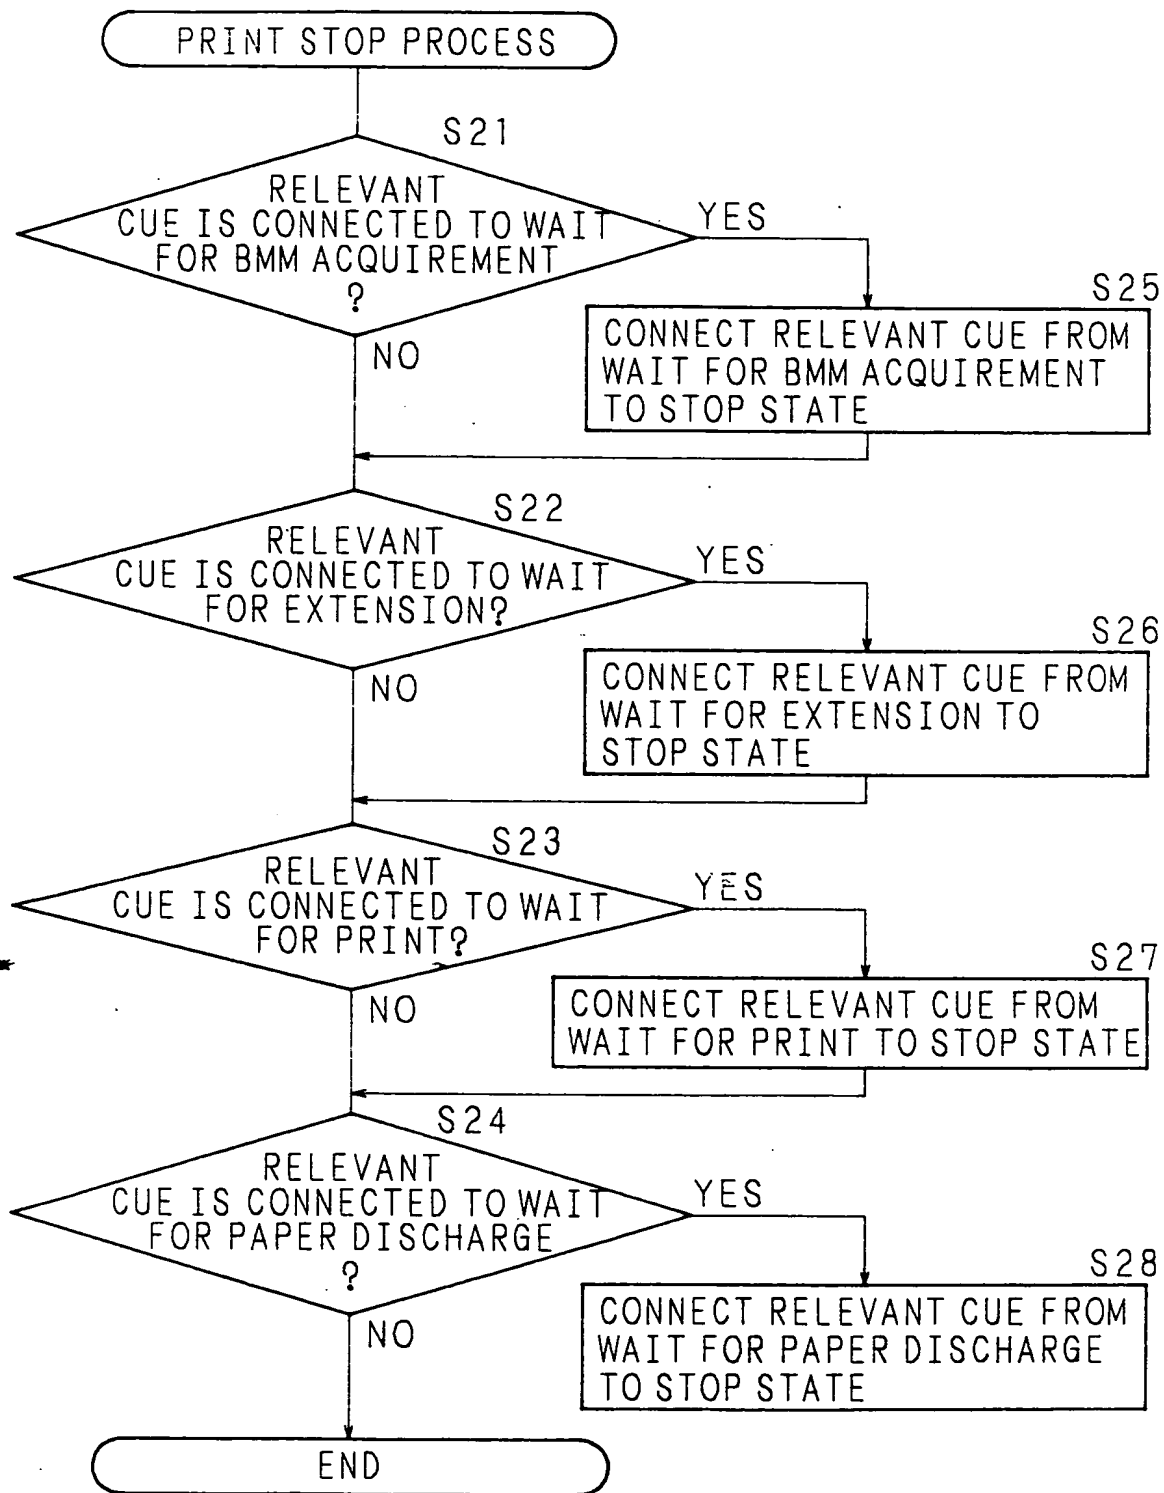 PRINT STOP PROCESS
S21
RELEVANT
CUE IS CONNECTED TO WAIT
FOR BMM ACQUIREMENT
?
YES
NO
S25
CONNECT RELEVANT CUE FROM
WAIT FOR BMM ACQUIREMENT
TO STOP STATE
S22
RELEVANT
CUE IS CONNECTED TO WAIT
FOR EXTENSION?
YES
NO
S26
CONNECT RELEVANT CUE FROM
WAIT FOR EXTENSION TO
STOP STATE
S23
RELEVANT
CUE IS CONNECTED TO WAIT
FOR PRINT?
YES
NO
S27
CONNECT RELEVANT CUE FROM
WAIT FOR PRINT TO STOP STATE
S24
RELEVANT
CUE IS CONNECTED TO WAIT
FOR PAPER DISCHARGE
?
YES
NO
S28
CONNECT RELEVANT CUE FROM
WAIT FOR PAPER DISCHARGE
TO STOP STATE
END